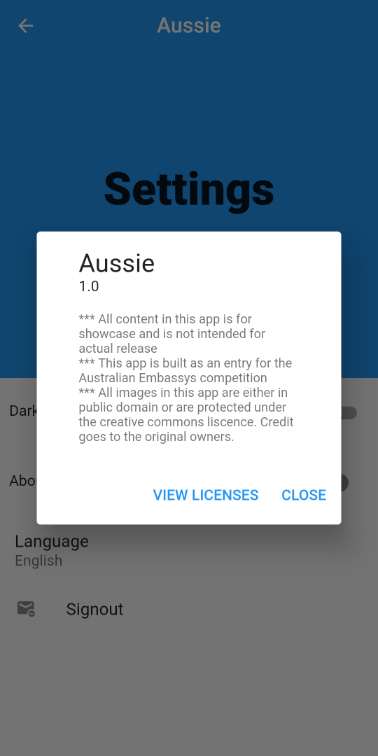 Aussie
Settings
Aussie
1.0
*** All content in this app is for
showcase and is not intended for
actual release
*** This app is built as an entry for the
Australian Embassys competition
*** All images in this app are either in
public domain or are protected under
the creative commons liscence. Credit
goes to the original owners.
VIEW LICENSES
CLOSE
Dark
Abo
Language
English
Signout